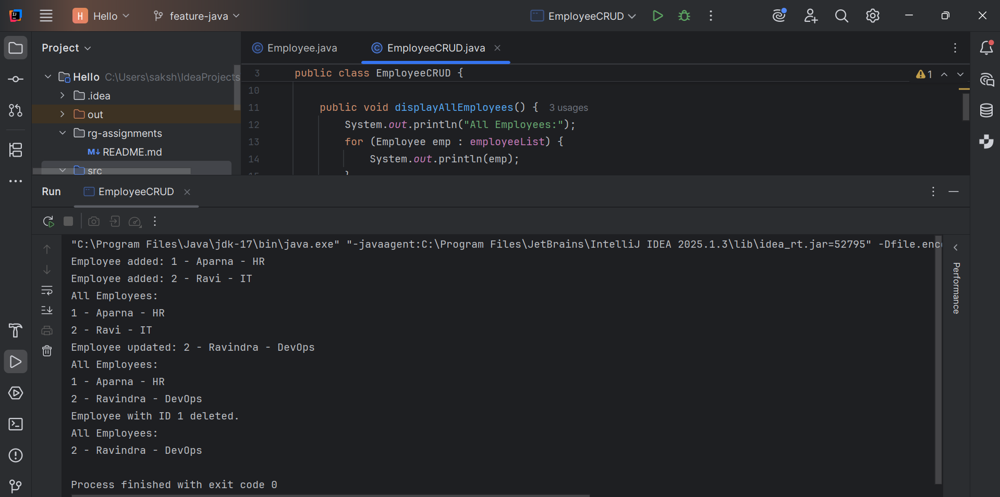 H Hello feature-java EmployeeCRUD
Project
Hello C:\Users\saksh\IdeaProjects
.idea
out
rg-assignments
M↓ README.md
src
Employee.java EmployeeCRUD.java
3 public class EmployeeCRUD {
1
10
11 public void displayAllEmployees() { 3 usages
12 System.out.println("All Employees:");
13 for (Employee emp : employeeList) {
14 System.out.println(emp);
15 }
Run EmployeeCRUD
"C:\Program Files\Java\jdk-17\bin\java.exe" "-javaagent:C:\Program Files\JetBrains\IntelliJ IDEA 2025.1.3\lib\idea_rt.jar=52795" -Dfile.enc
Employee added: 1 - Aparna - HR
Employee added: 2 - Ravi - IT
All Employees:
1 - Aparna - HR
2 - Ravi - IT
Employee updated: 2 - Ravindra - DevOps
All Employees:
1 - Aparna - HR
2 - Ravindra - DevOps
Employee with ID 1 deleted.
All Employees:
2 - Ravindra - DevOps
Process finished with exit code 0
Performance